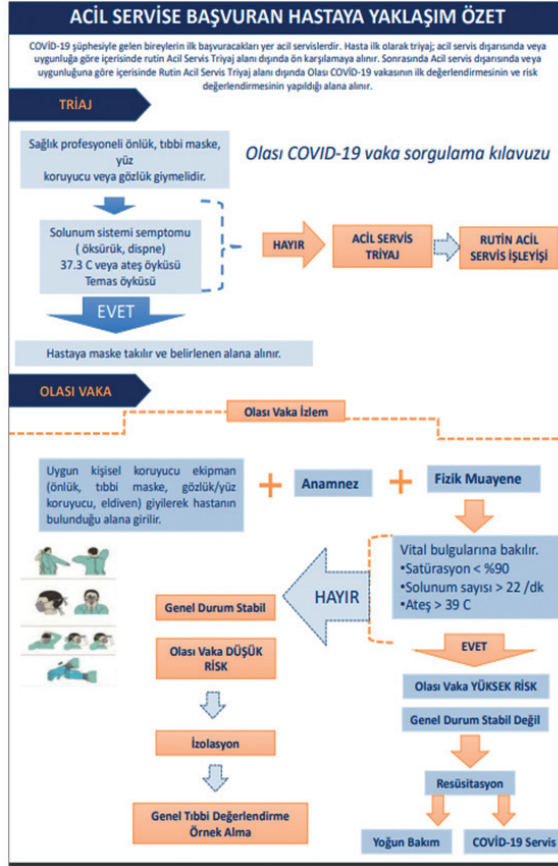 ACİL SERVİSE BAŞVURAN HASTAYA YAKLAŞIM ÖZET
COVİD-19 şüphesiyle gelen bireylerin ilk başvuracakları yer acil servislerdir. Hasta ilk olarak triyaj; acil servis dışarısında veya
uygunluğa göre içerisinde rutin Acil Servis Triyaj alanı dışında ön karşılamaya alınır. Sonrasında Acil servis dışarısında veya
uygunluğuna göre içerisinde Rutin Acil Servis Triyaj alanı dışında Olası COVİD-19 vakasının ilk değerlendirmesinin ve risk
değerlendirmesinin yapıldığı alana alınır.
TRİAJ
Sağlık profesyoneli önlük, tıbbi maske,
yüz
koruyucu veya gözlük giymelidir.
Olası COVID-19 vaka sorgulama kılavuzu
Solunum sistemi semptomu
( öksürük, dispne)
37.3 C veya ateş öyküsü
Temas öyküsü
HAYIR
ACİL SERVİS
TRİYAJ
RUTİN ACİL
SERVİS İŞLEYİŞİ
EVET
Hastaya maske takılır ve belirlenen alana alınır.
OLASI VAKA
Olası Vaka İzlem
Uygun kişisel koruyucu ekipman
(önlük, tıbbi maske, gözlük/yüz
koruyucu, eldiven) giyilerek hastanın
bulunduğu alana girilir.
+
Anamnez
+
Fizik Muayene
Vital bulgularına bakılır.
•Satürasyon < %90
•Solunum sayısı > 22 /dk
•Ateş > 39 C
HAYIR
Genel Durum Stabil
Olası Vaka DÜŞÜK
RİSK
İzolasyon
Genel Tıbbi Değerlendirme
Örnek Alma
EVET
Olası Vaka YÜKSEK RİSK
Genel Durum Stabil Değil
Resüsitasyon
Yoğun Bakım
COVİD-19 Servis